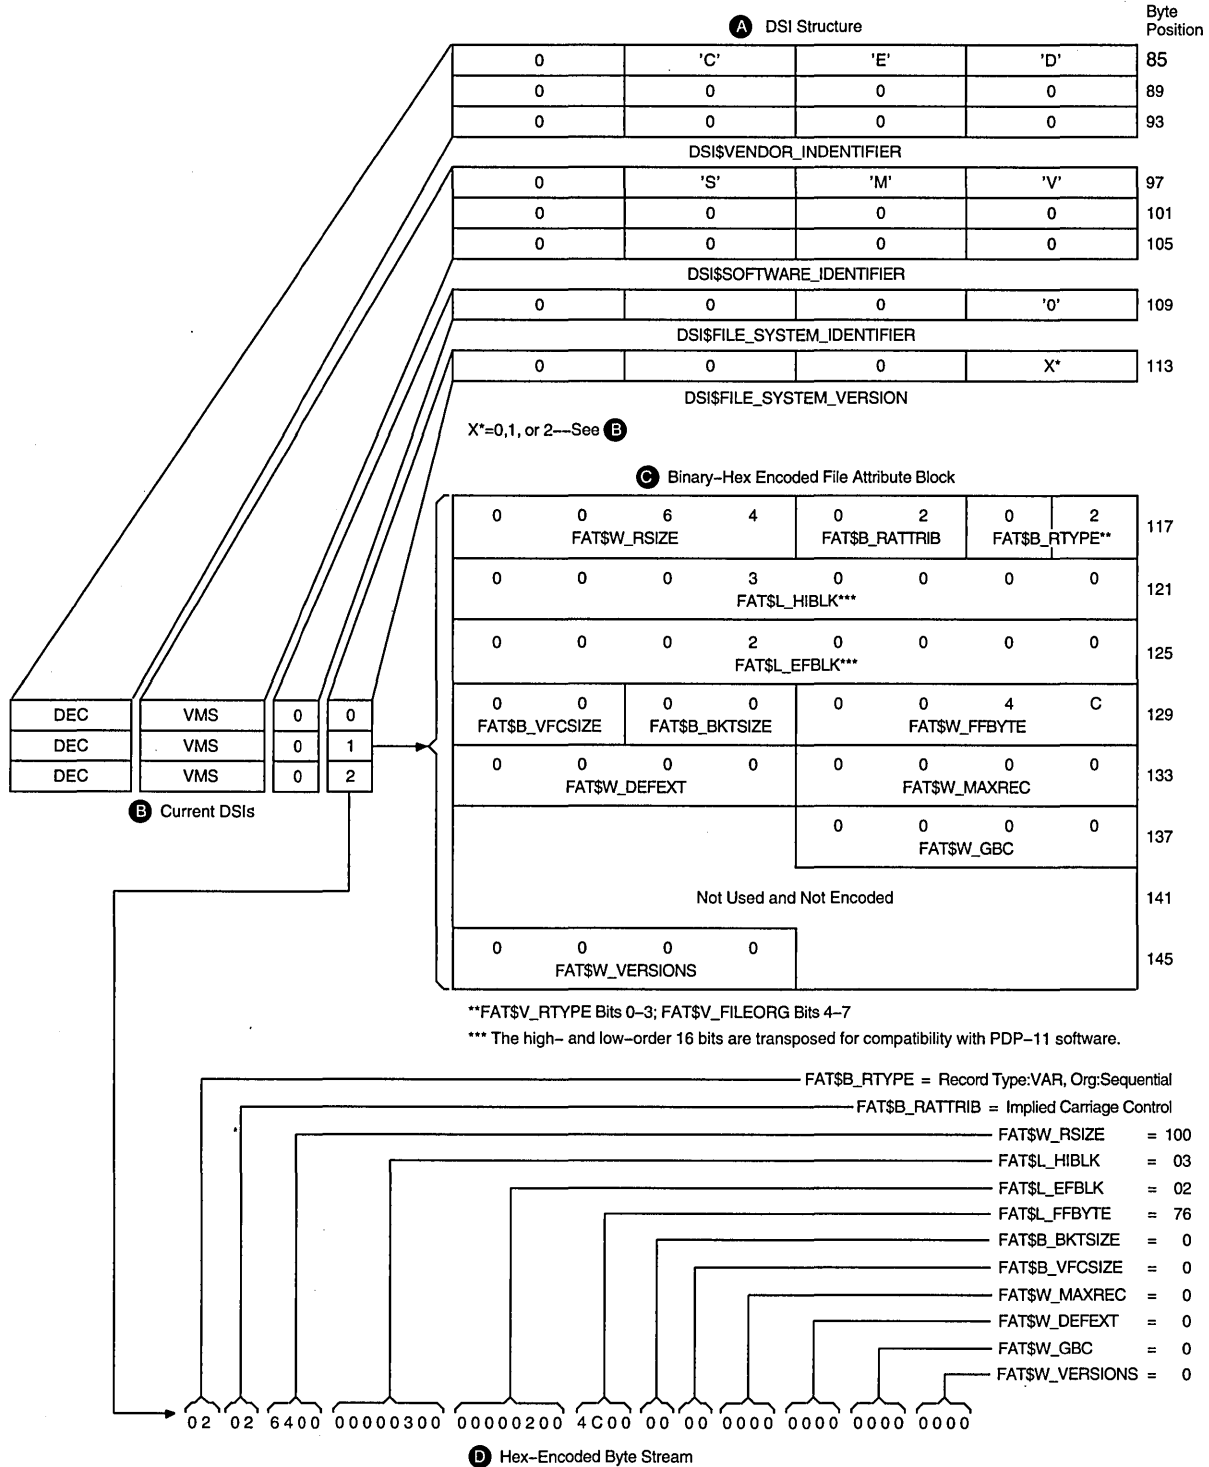 Byte
Position
A DSI Structure
0 'C' 'E' 'D' 85
0 0 0 0 89
0 0 0 0 93
DSI$VENDOR_INDENTIFIER
0 'S' 'M' 'V' 97
0 0 0 0 101
0 0 0 0 105
DSI$SOFTWARE_IDENTIFIER
0 0 0 '0' 109
DSI$FILE_SYSTEM_IDENTIFIER
0 0 0 X* 113
DSI$FILE_SYSTEM_VERSION
X*=0,1, or 2––See B
C Binary–Hex Encoded File Attribute Block
0 0 6 4 0 2 0 2 117
FAT$W_RSIZE FAT$B_RATTRIB FAT$B_RTYPE**
0 0 0 3 0 0 0 0 121
FAT$L_HIBLK***
0 0 0 2 0 0 0 0 125
FAT$L_EFBLK***
0 0 0 0 0 0 4 C 129
FAT$B_VFCSIZE FAT$B_BKTSIZE FAT$W_FFBYTE
0 0 0 0 0 0 0 0 133
FAT$W_DEFEXT FAT$W_MAXREC
0 0 0 0 137
FAT$W_GBC
Not Used and Not Encoded 141
0 0 0 0 145
FAT$W_VERSIONS
DEC VMS 0 0
DEC VMS 0 1
DEC VMS 0 2
B Current DSIs
**FAT$V_RTYPE Bits 0–3; FAT$V_FILEORG Bits 4–7
*** The high– and low–order 16 bits are transposed for compatibility with PDP–11 software.
FAT$B_RTYPE = Record Type:VAR, Org:Sequential
FAT$B_RATTRIB = Implied Carriage Control
FAT$W_RSIZE = 100
FAT$L_HIBLK = 03
FAT$L_EFBLK = 02
FAT$L_FFBYTE = 76
FAT$B_BKTSIZE = 0
FAT$B_VFCSIZE = 0
FAT$W_MAXREC = 0
FAT$W_DEFEXT = 0
FAT$W_GBC = 0
FAT$W_VERSIONS = 0
02 02 6400 00000300 00000200 4C00 00 00 0000 0000 0000 0000
D Hex–Encoded Byte Stream